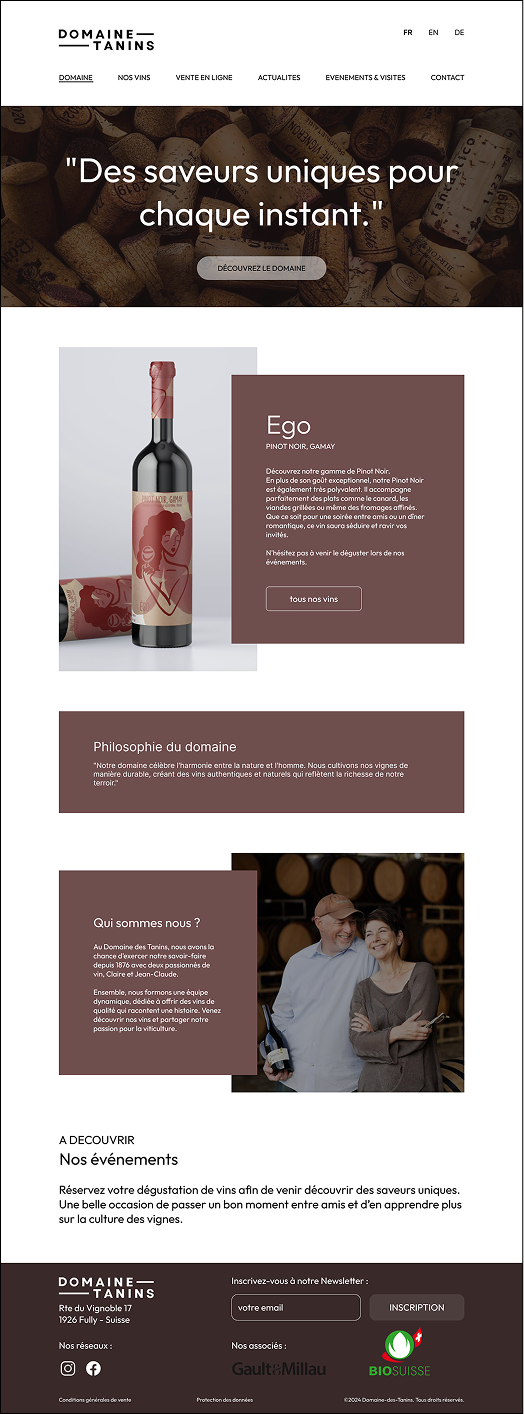 DOMAINE
TANINS
FR EN DE
DOMAINE NOS VINS VENTE EN LIGNE ACTUALITES EVENEMENTS & VISITES CONTACT
"Des saveurs uniques pour
chaque instant."
DÉCOUVREZ LE DOMAINE
PINOT NOIR, GAMAY
Ego
PINOT NOIR, GAMAY
Découvrez notre gamme de Pinot Noir.
En plus de son goût exceptionnel, notre Pinot Noir
est également très polyvalent. Il accompagne
parfaitement des plats comme le canard, les
viandes grillées ou même des fromages affinés.
Que ce soit pour une soirée entre amis ou un dîner
romantique, ce vin saura séduire et ravir vos
invités.
N'hésitez pas à venir le déguster lors de nos
événements.
tous nos vins
Philosophie du domaine
"Notre domaine célèbre l'harmonie entre la nature et l'homme. Nous cultivons nos vignes de
manière durable, créant des vins authentiques et naturels qui reflètent la richesse de notre
terroir."
Qui sommes nous ?
Au Domaine des Tanins, nous avons la
chance d'exercer notre savoir-faire
depuis 1876 avec deux passionnés de
vin, Claire et Jean-Claude.
Ensemble, nous formons une équipe
dynamique, dédiée à offrir des vins de
qualité qui racontent une histoire. Venez
découvrir nos vins et partager notre
passion pour la viticulture.
A DECOUVRIR
Nos événements
Réservez votre dégustation de vins afin de venir découvrir des saveurs uniques.
Une belle occasion de passer un bon moment entre amis et d'en apprendre plus
sur la culture des vignes.
DOMAINE
TANINS
Rte du Vignoble 17
1926 Fully - Suisse
Nos réseaux :
Inscrivez-vous à notre Newsletter :
votre email
INSCRIPTION
Nos associés :
Gault&Millau
BIOSUISSE
Conditions générales de vente
Protection des données
©2024 Domaine-des-Tanins. Tous droits réservés.